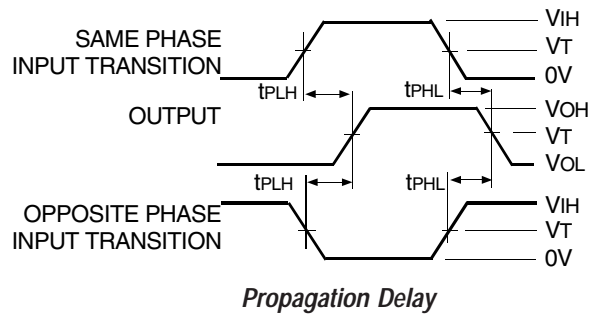 VIH
SAME PHASE
INPUT TRANSITION
VT
0V
tPLH
tPHL
OUTPUT
VOH
VT
VOL
tPLH
tPHL
OPPOSITE PHASE
INPUT TRANSITION
VIH
VT
0V
Propagation Delay